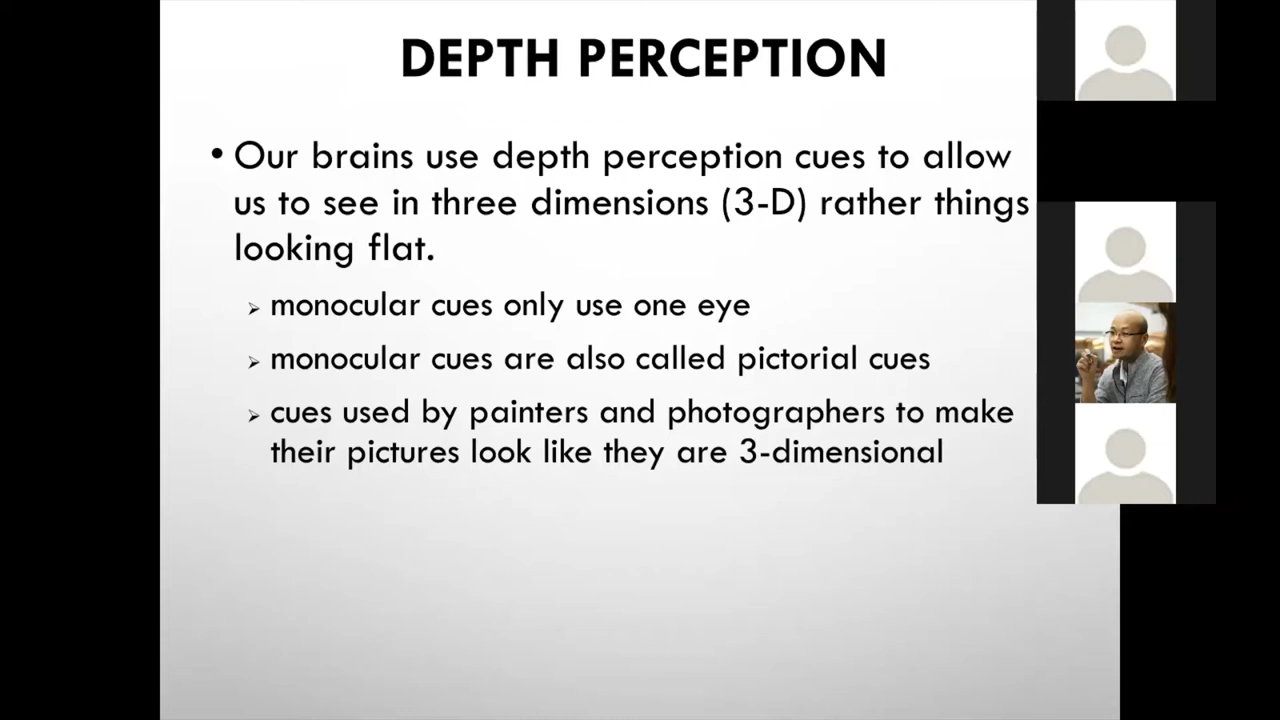 DEPTH PERCEPTION
• Our brains use depth perception cues to allow
us to see in three dimensions (3-D) rather things
looking flat.
➢ monocular cues only use one eye
➢ monocular cues are also called pictorial cues
➢ cues used by painters and photographers to make
their pictures look like they are 3-dimensional